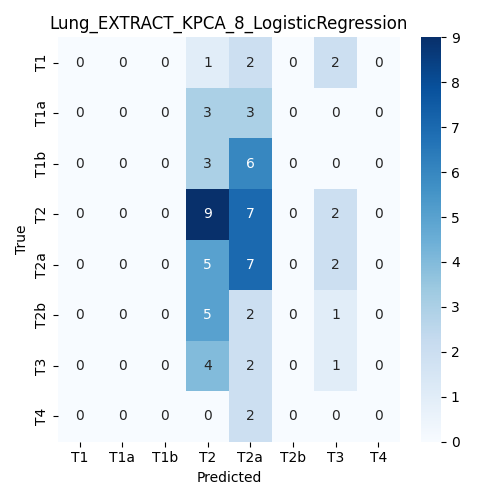 Lung_EXTRACT_KPCA_8_LogisticRegression
True
T1 0 0 0 1 2 0 2 0
T1a 0 0 0 3 3 0 0 0
T1b 0 0 0 3 6 0 0 0
T2 0 0 0 9 7 0 2 0
T2a 0 0 0 5 7 0 2 0
T2b 0 0 0 5 2 0 1 0
T3 0 0 0 4 2 0 1 0
T4 0 0 0 0 2 0 0 0
T1 T1a T1b T2 T2a T2b T3 T4
Predicted
9
8
7
6
5
4
3
2
1
0